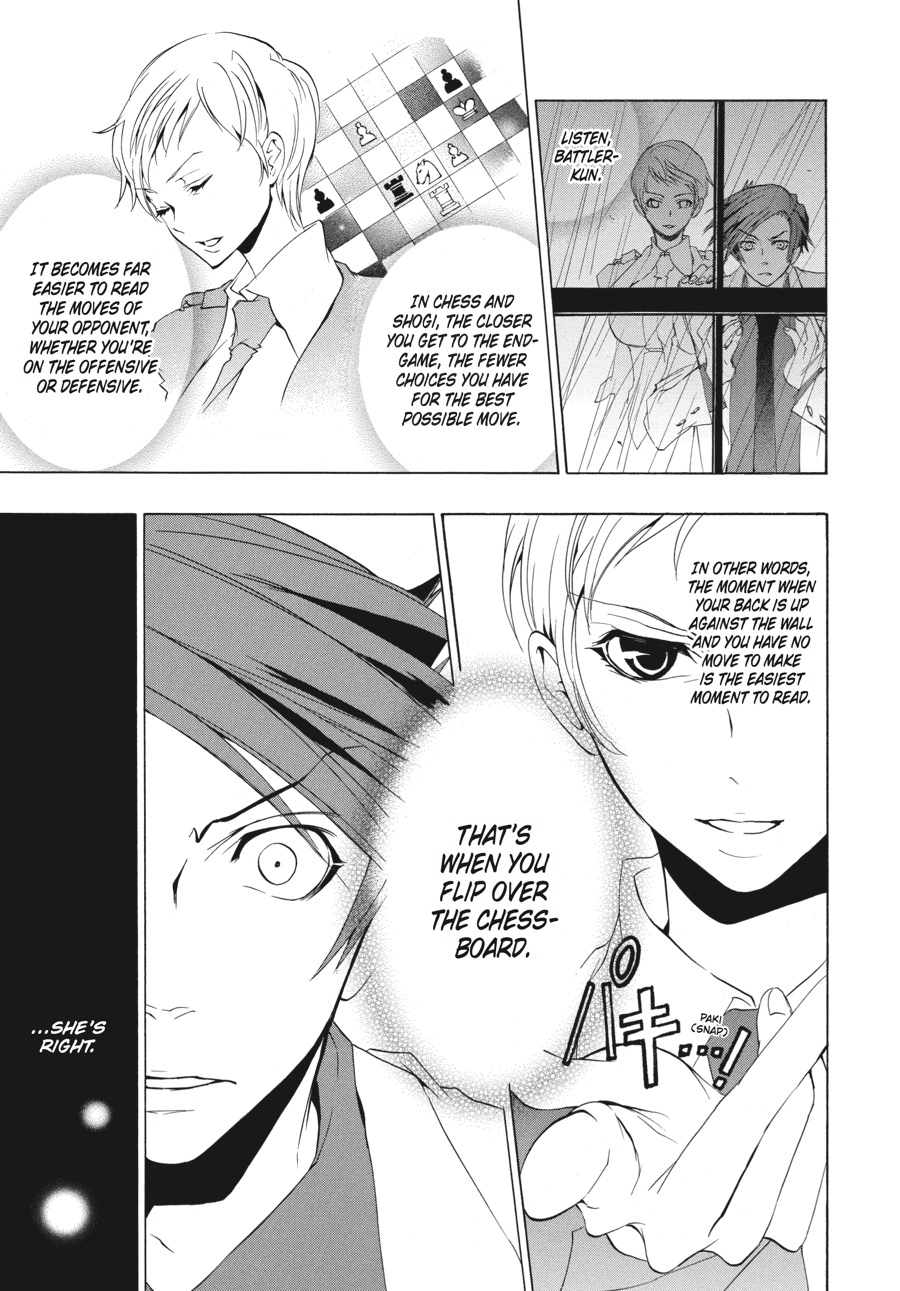 LISTEN,
BATTLER-
KUN.
IN CHESS AND
SHOGI, THE CLOSER
YOU GET TO THE END-
GAME, THE FEWER
CHOICES YOU HAVE
FOR THE BEST
POSSIBLE MOVE.
IT BECOMES FAR
EASIER TO READ
THE MOVES OF
YOUR OPPONENT,
WHETHER YOU'RE
ON THE OFFENSIVE
OR DEFENSIVE.
IN OTHER WORDS,
THE MOMENT WHEN
YOUR BACK IS UP
AGAINST THE WALL
AND YOU HAVE NO
MOVE TO MAKE
IS THE EASIEST
MOMENT TO READ.
THAT'S
WHEN YOU
FLIP OVER
THE CHESS-
BOARD.
パキ…!
PAKI
(SNAP)
...SHE'S
RIGHT.